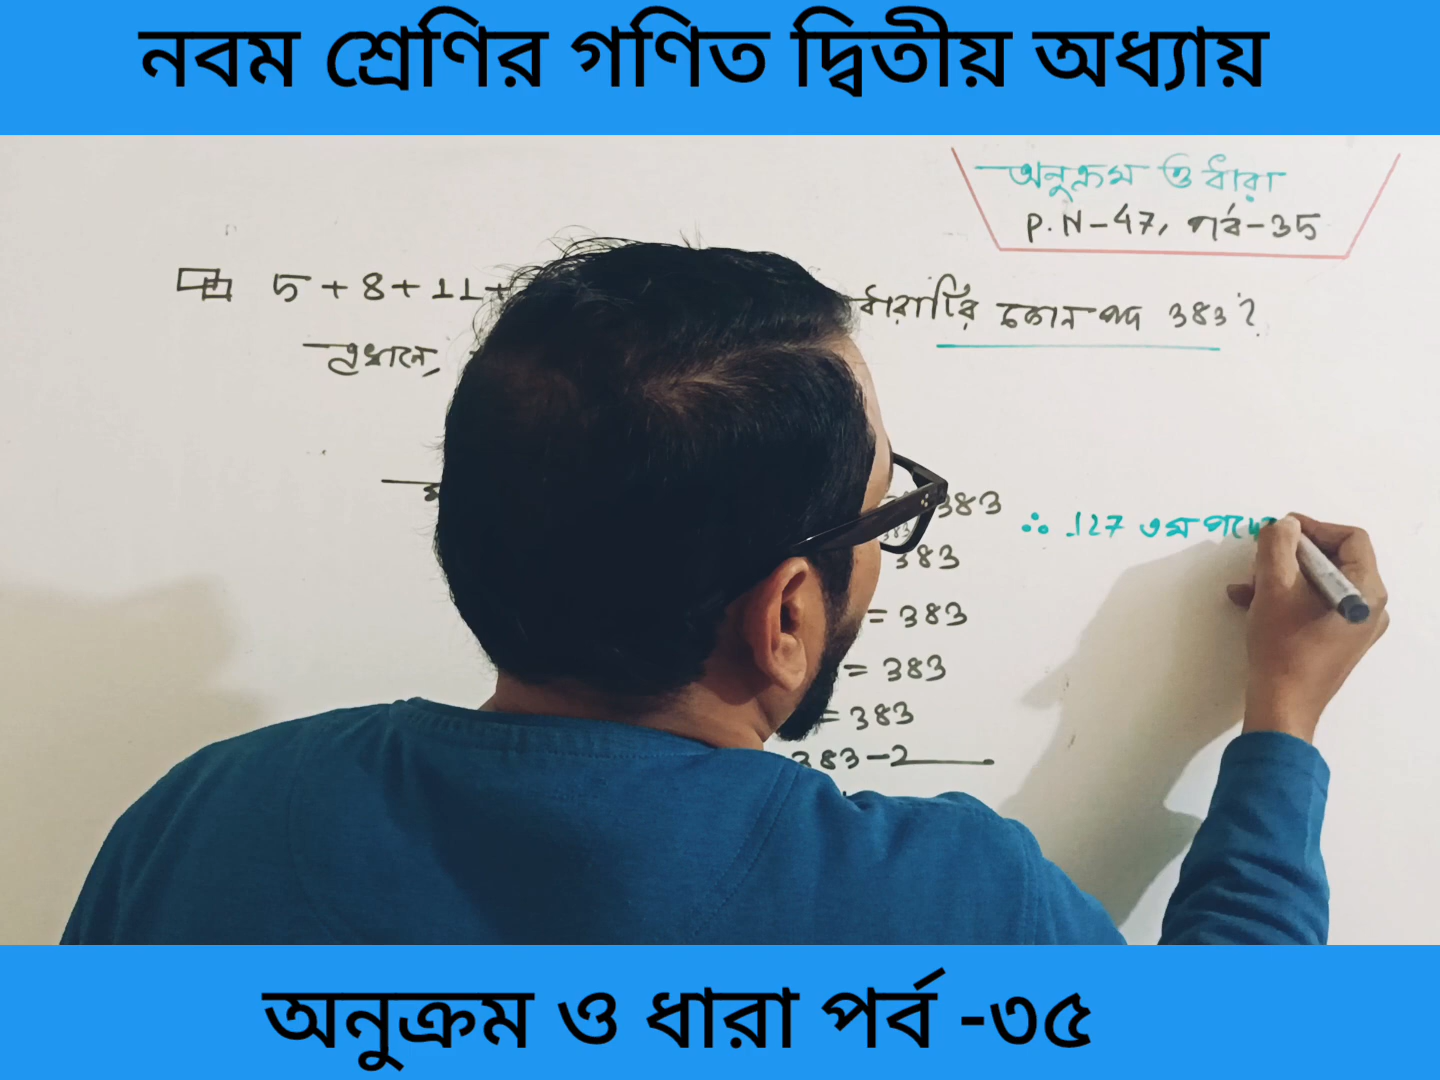 নবম শ্রেণির গণিত দ্বিতীয় অধ্যায়
অনুক্রম ও ধারা
P.N-47, পর্ব-35
5+8+11+
ধারাটির কোন পদ 383?
এখানে,
383
∴ 127 তম পদের
383
= 383
= 383
= 383
383-2
অনুক্রম ও ধারা পর্ব -৩৫